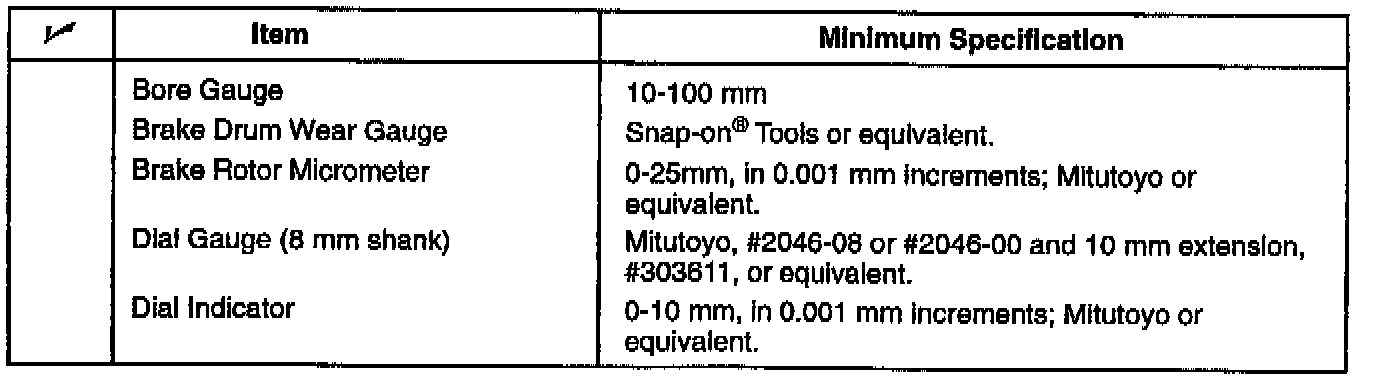 ✓ Item Minimum Specification
Bore Gauge 10-100 mm
Brake Drum Wear Gauge Snap-on® Tools or equivalent.
Brake Rotor Micrometer 0-25mm, in 0.001 mm increments; Mitutoyo or
equivalent.
Dial Gauge (8 mm shank) Mitutoyo, #2046-08 or #2046-00 and 10 mm extension,
#303611, or equivalent.
Dial Indicator 0-10 mm, in 0.001 mm increments; Mitutoyo or
equivalent.